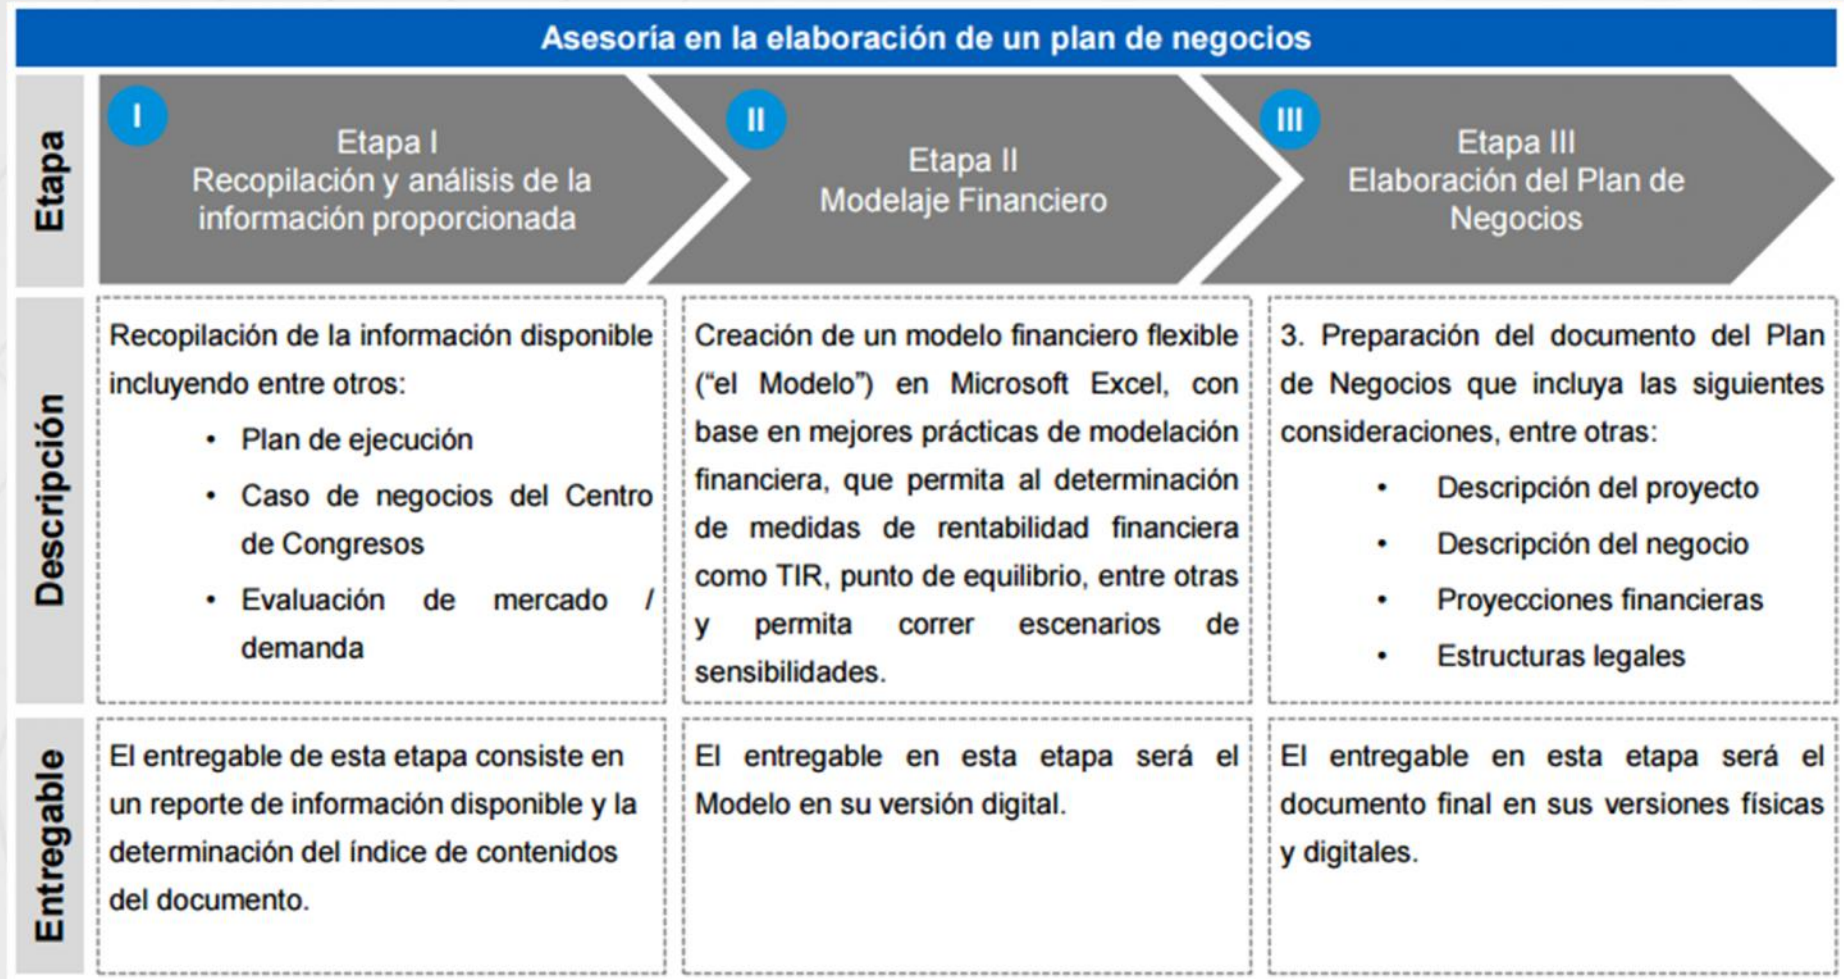 Asesoría en la elaboración de un plan de negocios
Etapa
I
Etapa I
Recopilación y análisis de la
información proporcionada
II
Etapa II
Modelaje Financiero
III
Etapa III
Elaboración del Plan de
Negocios
Descripción
Recopilación de la información disponible
incluyendo entre otros:
• Plan de ejecución
• Caso de negocios del Centro
de Congresos
• Evaluación de mercado /
demanda
Creación de un modelo financiero flexible
(“el Modelo”) en Microsoft Excel, con
base en mejores prácticas de modelación
financiera, que permita al determinación
de medidas de rentabilidad financiera
como TIR, punto de equilibrio, entre otras
y permita correr escenarios de
sensibilidades.
3. Preparación del documento del Plan
de Negocios que incluya las siguientes
consideraciones, entre otras:
• Descripción del proyecto
• Descripción del negocio
• Proyecciones financieras
• Estructuras legales
Entregable
El entregable de esta etapa consiste en
un reporte de información disponible y la
determinación del índice de contenidos
del documento.
El entregable en esta etapa será el
Modelo en su versión digital.
El entregable en esta etapa será el
documento final en sus versiones físicas
y digitales.